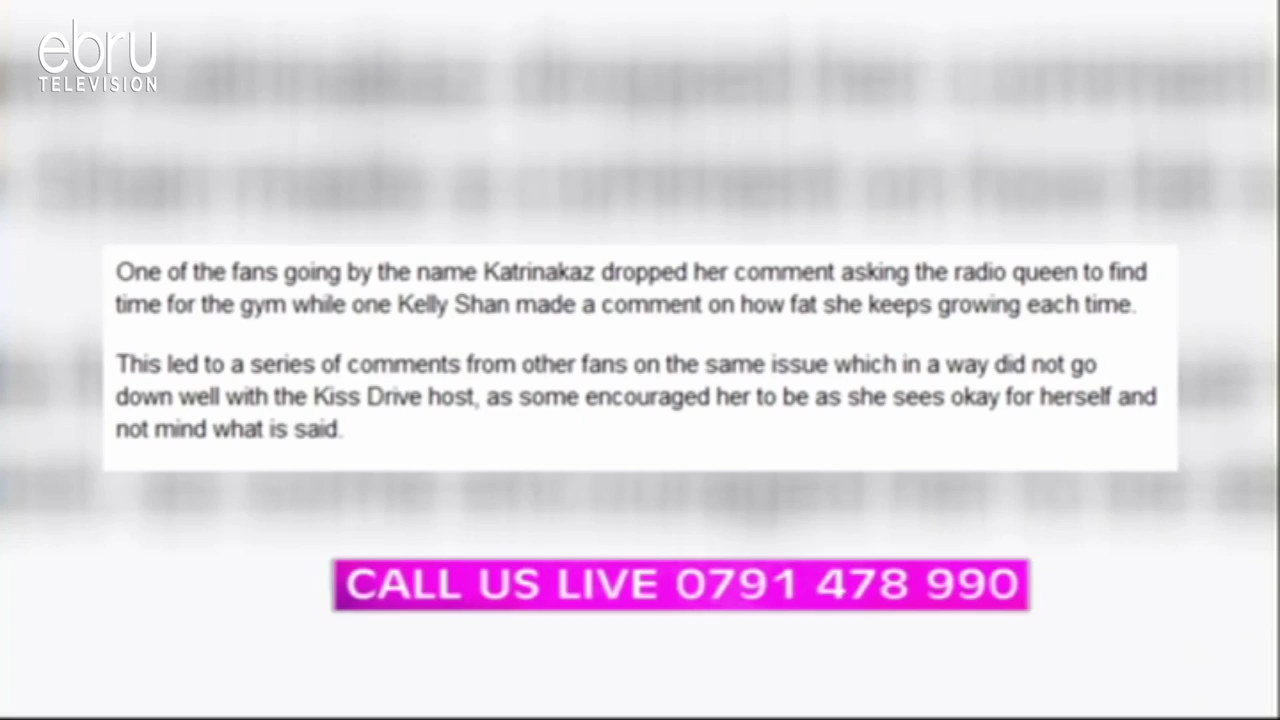 ebru
TELEVISION
One of the fans going by the name Katrinakaz dropped her comment asking the radio queen to find
time for the gym while one Kelly Shan made a comment on how fat she keeps growing each time.
This led to a series of comments from other fans on the same issue which in a way did not go
down well with the Kiss Drive host, as some encouraged her to be as she sees okay for herself and
not mind what is said.
CALL US LIVE 0791 478 990